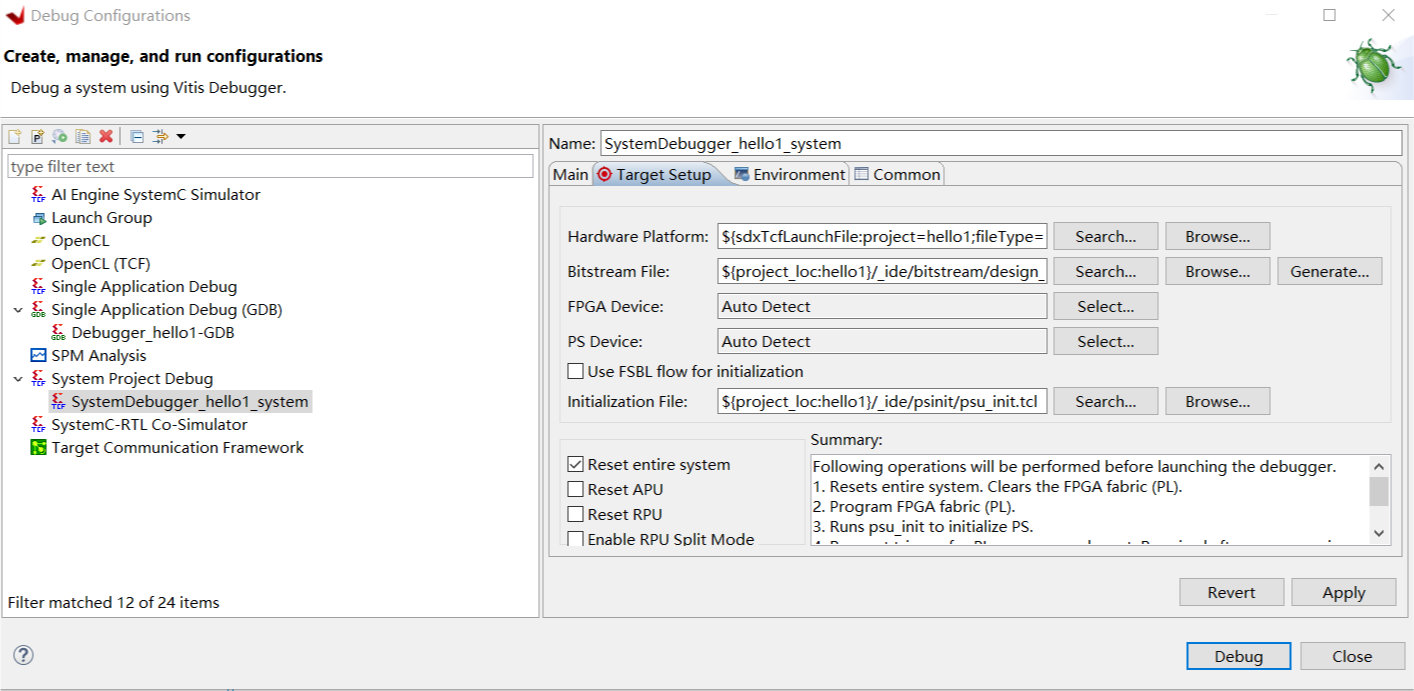 Debug Configurations
Create, manage, and run configurations
Debug a system using Vitis Debugger.
type filter text
AI Engine SystemC Simulator
Launch Group
OpenCL
OpenCL (TCF)
Single Application Debug
Single Application Debug (GDB)
Debugger_hello1-GDB
SPM Analysis
System Project Debug
SystemDebugger_hello1_system
SystemC-RTL Co-Simulator
Target Communication Framework
Filter matched 12 of 24 items
Name: SystemDebugger_hello1_system
Main Target Setup Environment Common
Hardware Platform: ${sdxTcfLaunchFile:project=hello1;fileType= Search... Browse...
Bitstream File: ${project_loc:hello1}/_ide/bitstream/design_ Search... Browse... Generate...
FPGA Device: Auto Detect Select...
PS Device: Auto Detect Select...
Use FSBL flow for initialization
Initialization File: ${project_loc:hello1}/_ide/psinit/psu_init.tcl Search... Browse...
Reset entire system
Reset APU
Reset RPU
Enable RPU Split Mode
Summary:
Following operations will be performed before launching the debugger.
1. Resets entire system. Clears the FPGA fabric (PL).
2. Program FPGA fabric (PL).
3. Runs psu_init to initialize PS.
Revert Apply
Debug Close